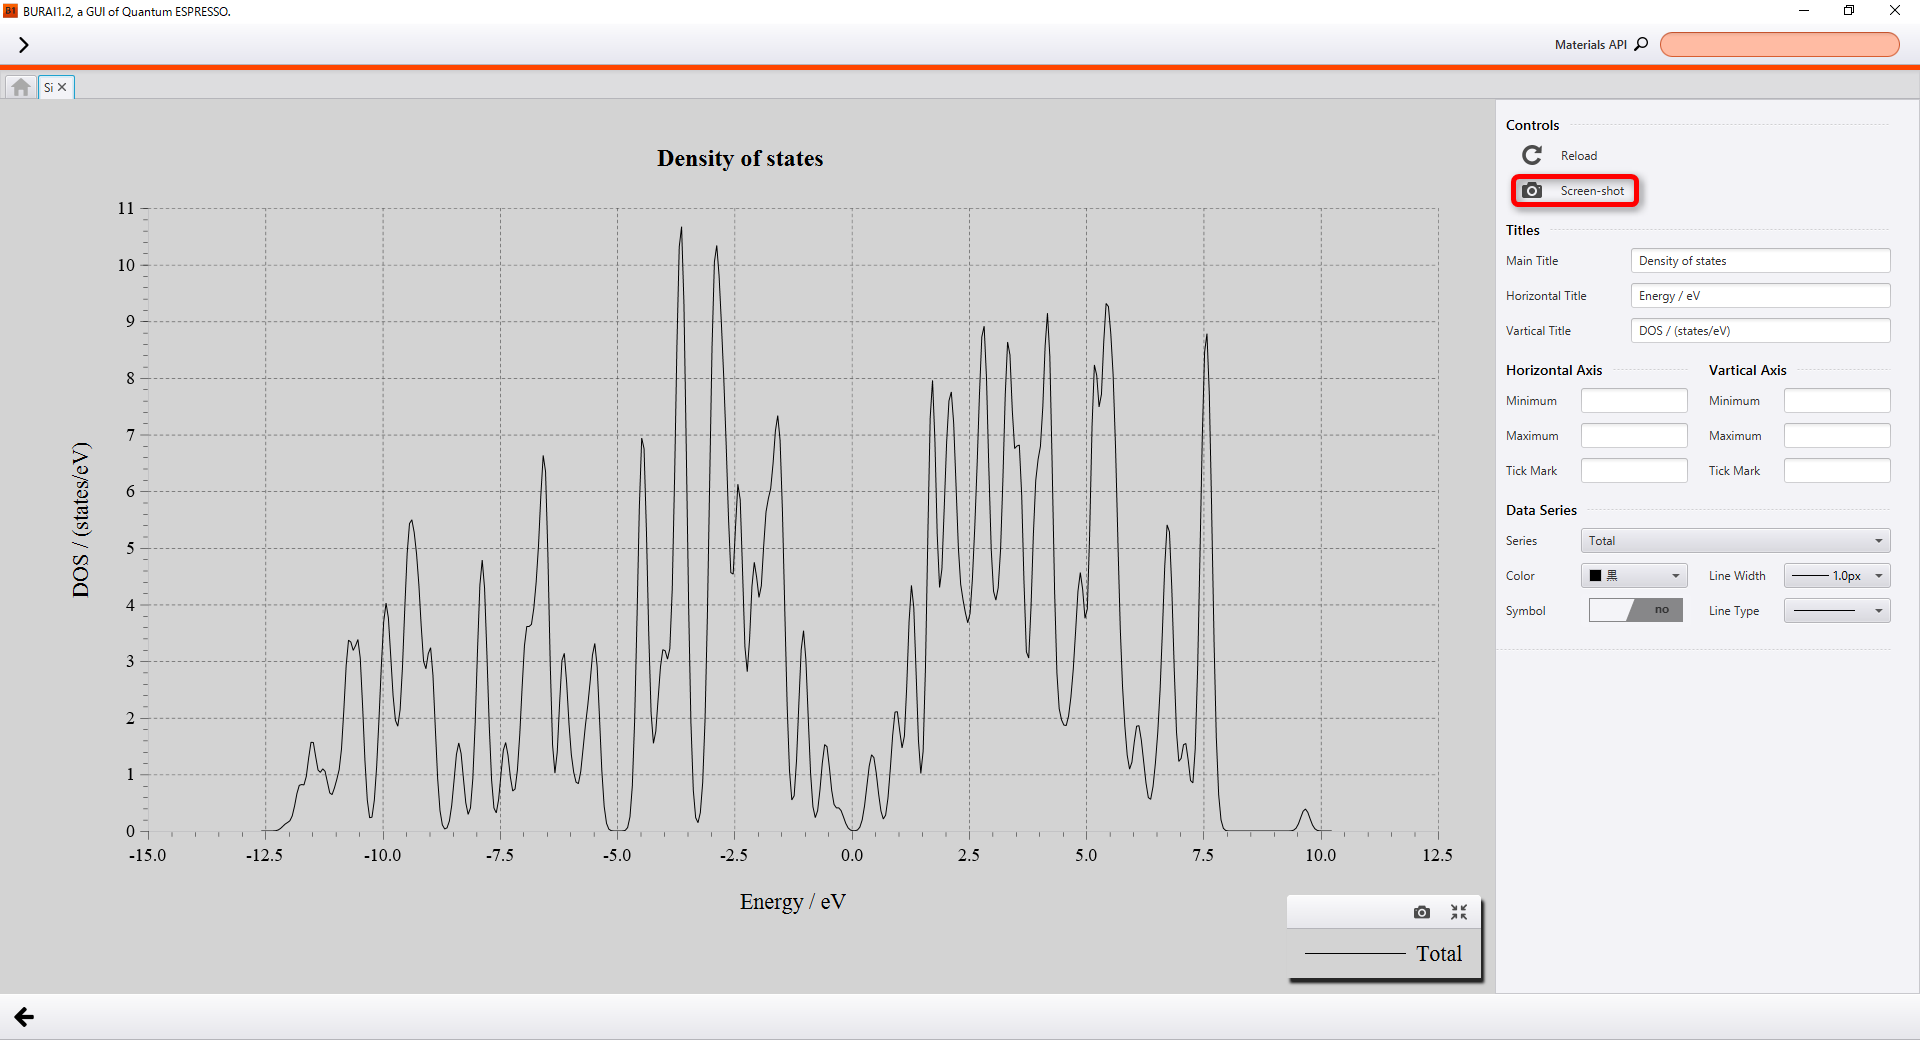 BURAI1.2, a GUI of Quantum ESPRESSO.
Materials API
Si
Density of states
11
10
9
8
7
6
5
4
3
2
1
0
DOS / (states/eV)
-15.0 -12.5 -10.0 -7.5 -5.0 -2.5 0.0 2.5 5.0 7.5 10.0 12.5
Energy / eV
Total
Controls
Reload
Screen-shot
Titles
Main Title Density of states
Horizontal Title Energy / eV
Vartical Title DOS / (states/eV)
Horizontal Axis Vartical Axis
Minimum Minimum
Maximum Maximum
Tick Mark Tick Mark
Data Series
Series Total
Color 黒 Line Width 1.0px
Symbol no Line Type